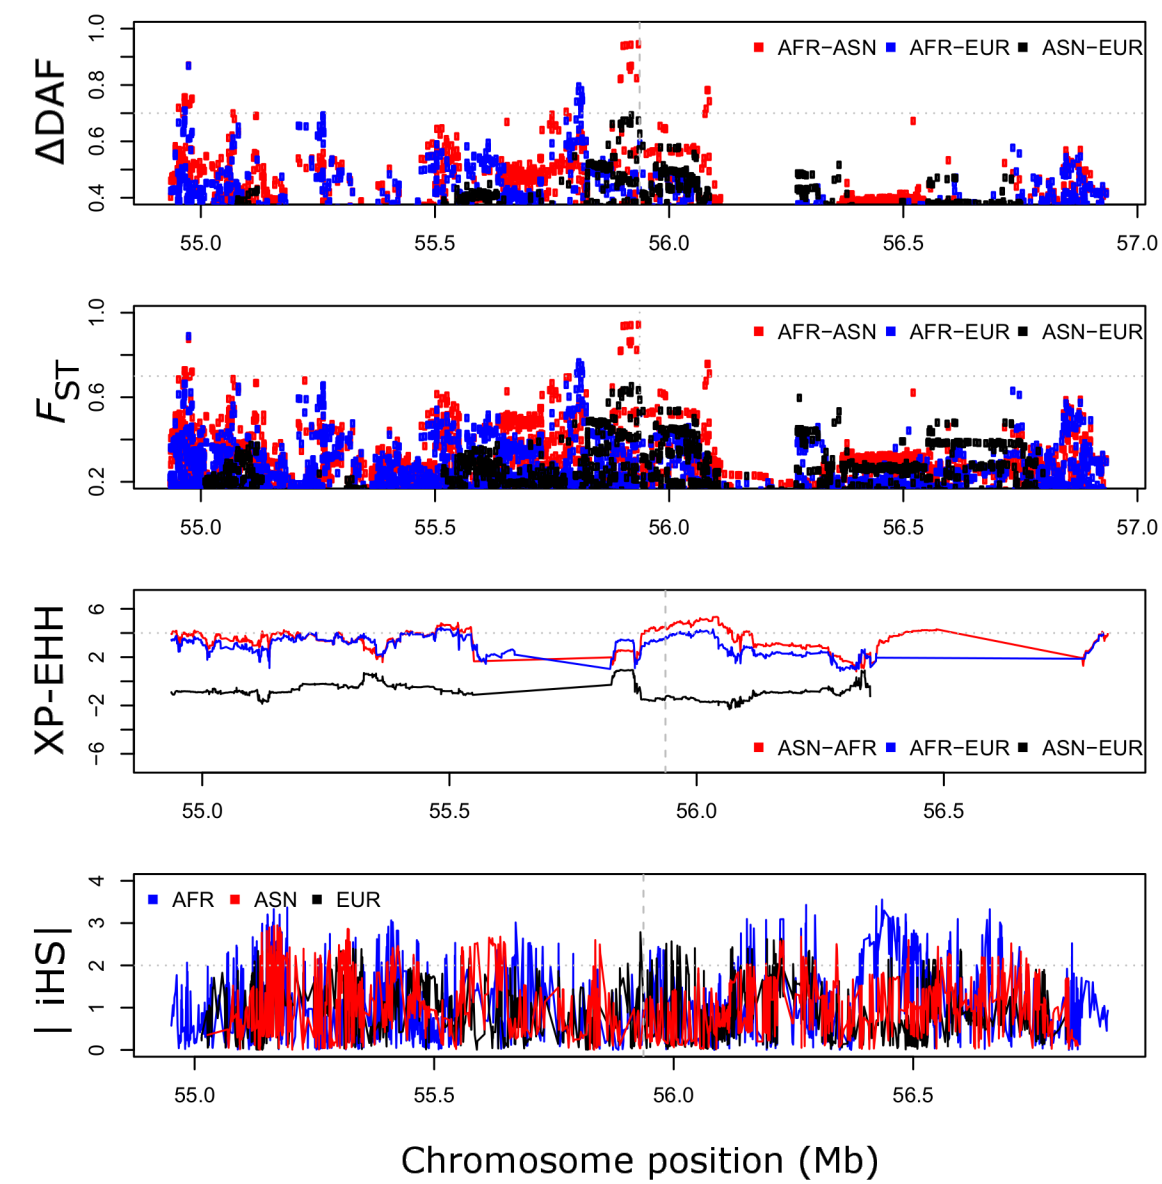 ΔDAF
1.0
0.8
0.6
0.4
AFR−ASN AFR−EUR ASN−EUR
55.0 55.5 56.0 56.5 57.0
FST
1.0
0.6
0.2
AFR−ASN AFR−EUR ASN−EUR
55.0 55.5 56.0 56.5 57.0
XP-EHH
6
2
−2
−6
ASN−AFR AFR−EUR ASN−EUR
55.0 55.5 56.0 56.5
| iHS|
4
3
2
1
0
AFR ASN EUR
55.0 55.5 56.0 56.5
Chromosome position (Mb)